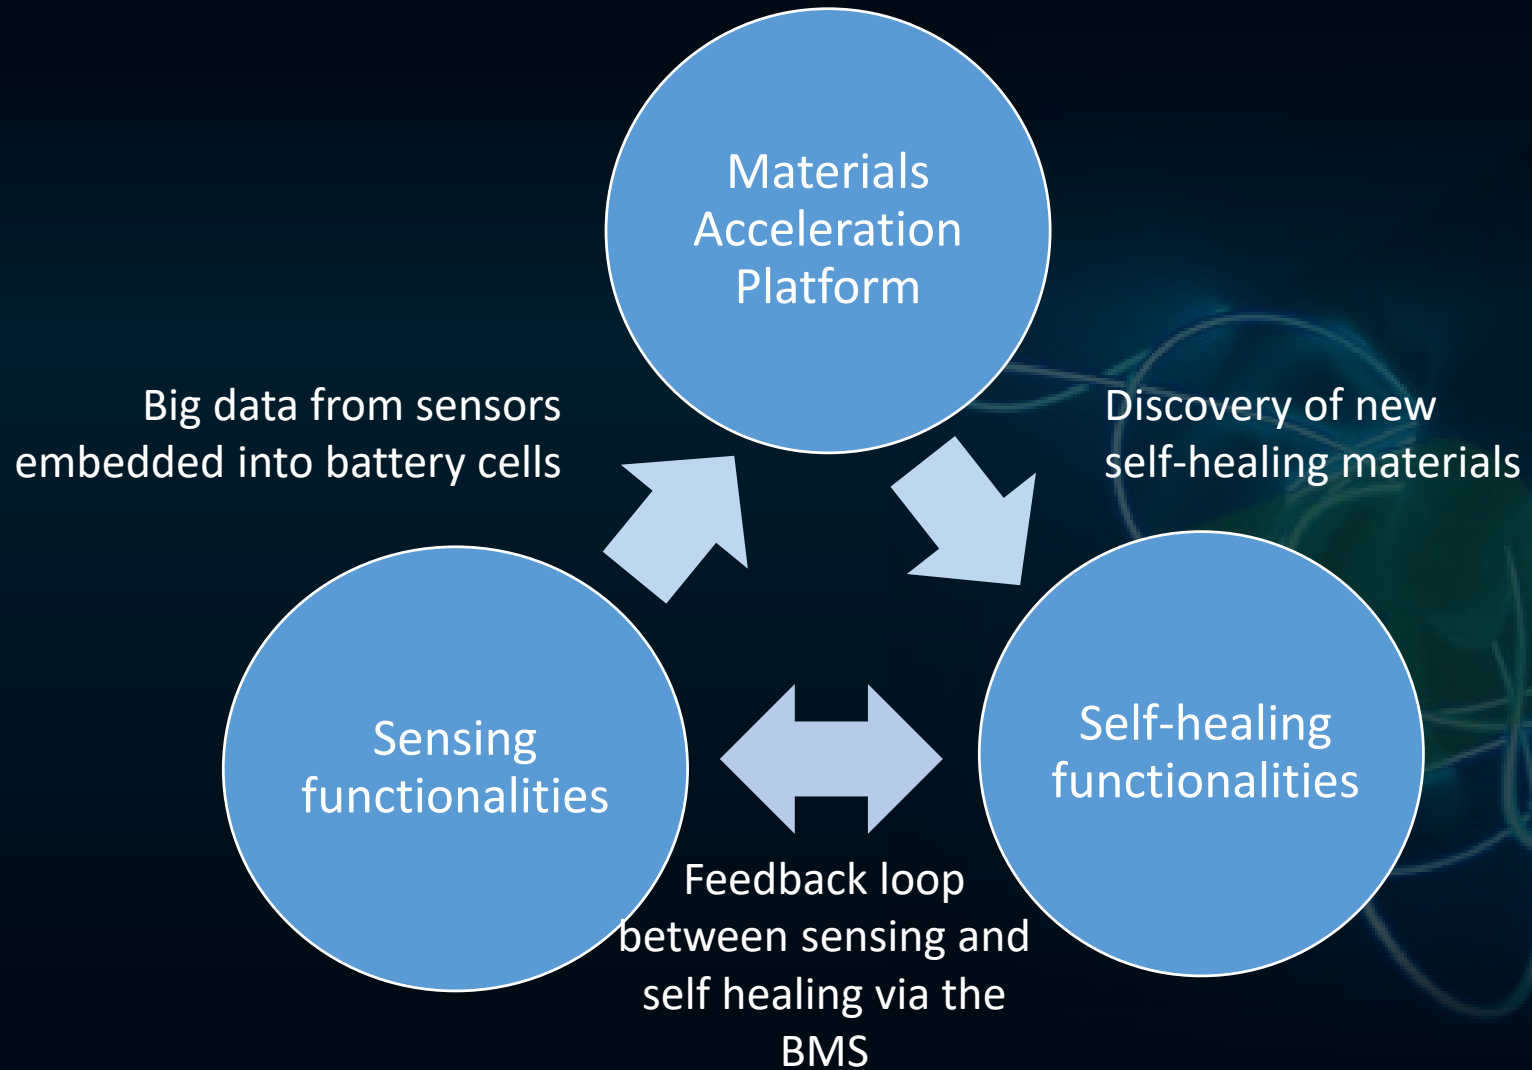 Materials
Acceleration
Platform
Big data from sensors
embedded into battery cells
Discovery of new
self-healing materials
Sensing
functionalities
Self-healing
functionalities
Feedback loop
between sensing and
self healing via the
BMS